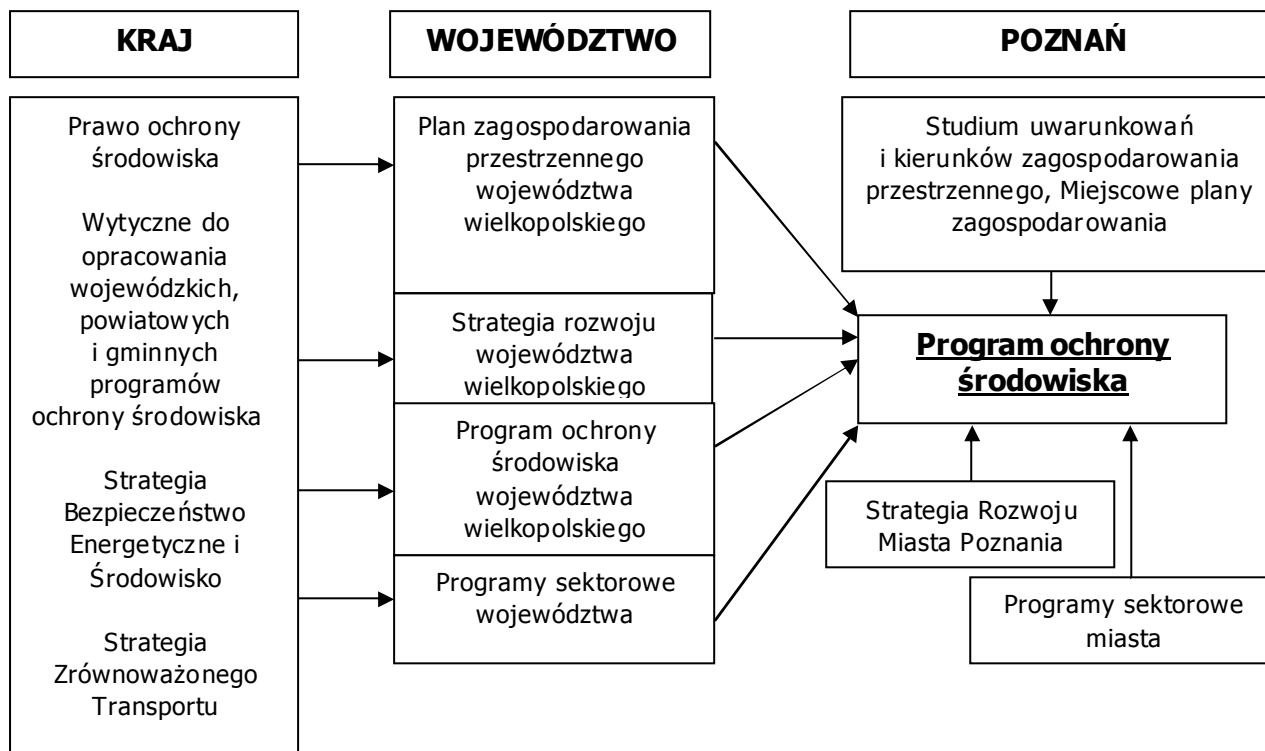 KRAJ
WOJEWÓDZTWO
POZNAŃ
Prawo ochrony
środowiska
Wytyczne do
opracowania
wojewódzkich,
powiatowych
i gminnych
programów
ochrony środowiska
Strategia
Bezpieczeństwo
Energetyczne i
Środowisko
Strategia
Zrównoważonego
Transportu
Plan zagospodarowania
przestrzennego
województwa
wielkopolskiego
Strategia rozwoju
województwa
wielkopolskiego
Program ochrony
środowiska
województwa
wielkopolskiego
Programy sektorowe
województwa
Studium uwarunkowań
i kierunków zagospodarowania
przestrzennego, Miejscowe plany
zagospodarowania
Program ochrony
środowiska
Strategia Rozwoju
Miasta Poznania
Programy sektorowe
miasta